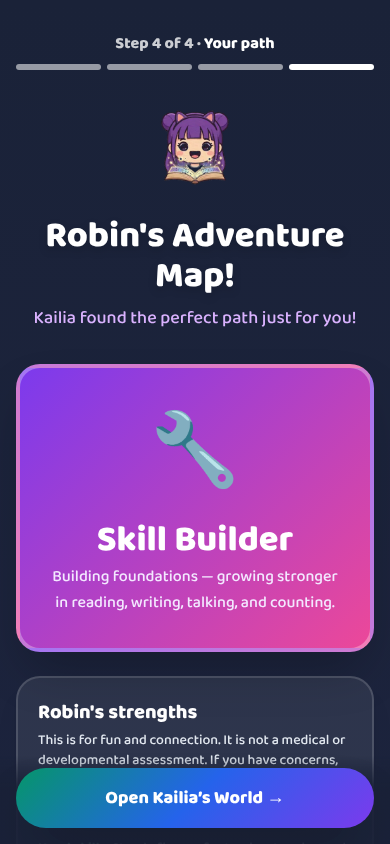 Step 4 of 4 · Your path
Robin's Adventure
Map!
Kailia found the perfect path just for you!
Skill Builder
Building foundations — growing stronger
in reading, writing, talking, and counting.
Robin's strengths
This is for fun and connection. It is not a medical or
developmental assessment. If you have concerns,
Open Kailia's World →